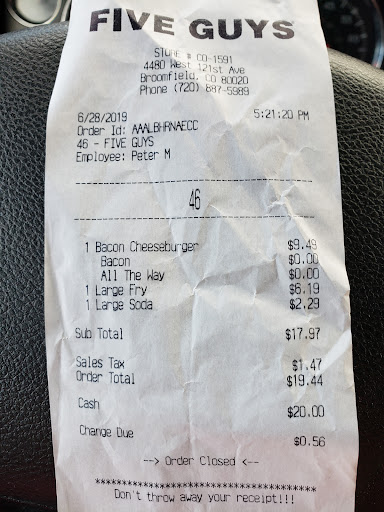 FIVE GUYS
STORE # CO-1591
4480 West 121st Ave
Broomfield, CO 80020
Phone (720) 887-5989
6/28/2019 5:21:20 PM
Order Id: AAALBHRNAECC
46 - FIVE GUYS
Employee: Peter M
46
1 Bacon Cheeseburger $9.49
Bacon $0.00
All The Way $0.00
1 Large Fry $6.19
1 Large Soda $2.29
Sub Total $17.97
Sales Tax $1.47
Order Total $19.44
Cash $20.00
Change Due $0.56
--> Order Closed <--
****************************************
Don't throw away your receipt!!!